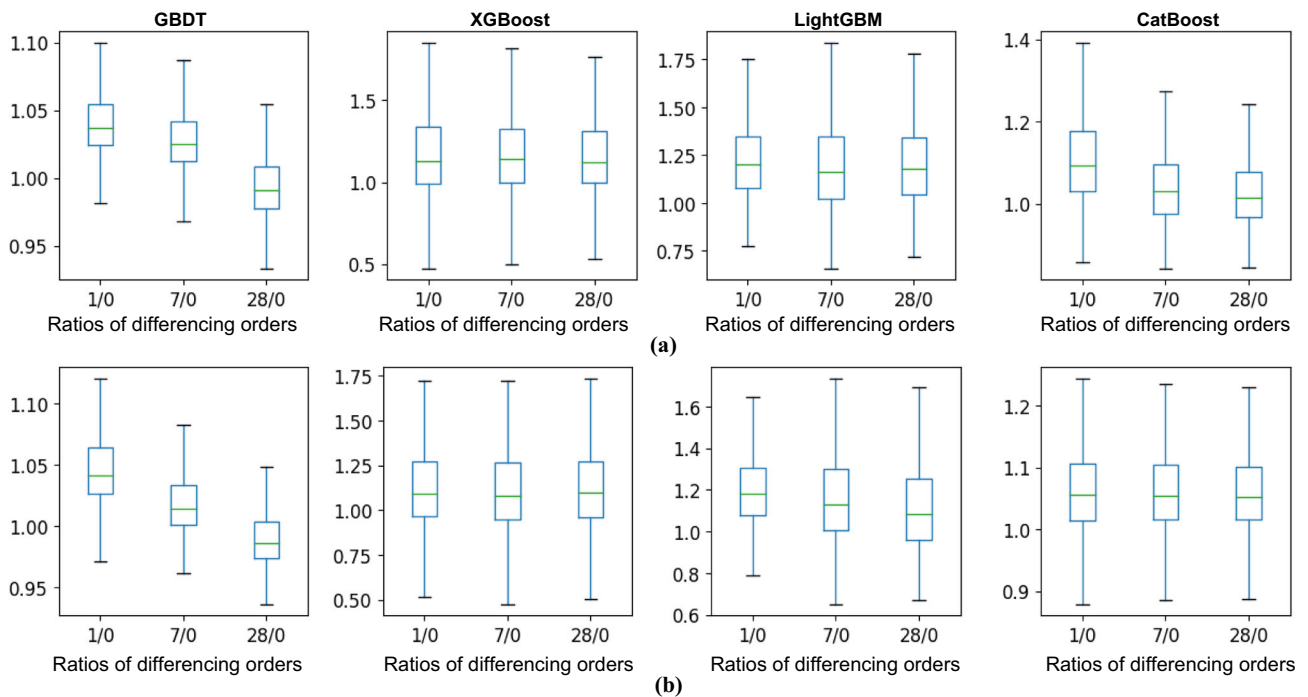 GBDT XGBoost LightGBM CatBoost
1.10
1.05
1.00
0.95
1/0 7/0 28/0
Ratios of differencing orders
1.5
1.0
0.5
1/0 7/0 28/0
Ratios of differencing orders
1.75
1.50
1.25
1.00
0.75
1/0 7/0 28/0
Ratios of differencing orders
1.4
1.2
1.0
1/0 7/0 28/0
Ratios of differencing orders
(a)
1.10
1.05
1.00
0.95
1/0 7/0 28/0
Ratios of differencing orders
1.75
1.50
1.25
1.00
0.75
0.50
1/0 7/0 28/0
Ratios of differencing orders
1.6
1.4
1.2
1.0
0.8
0.6
1/0 7/0 28/0
Ratios of differencing orders
1.2
1.1
1.0
0.9
1/0 7/0 28/0
Ratios of differencing orders
(b)